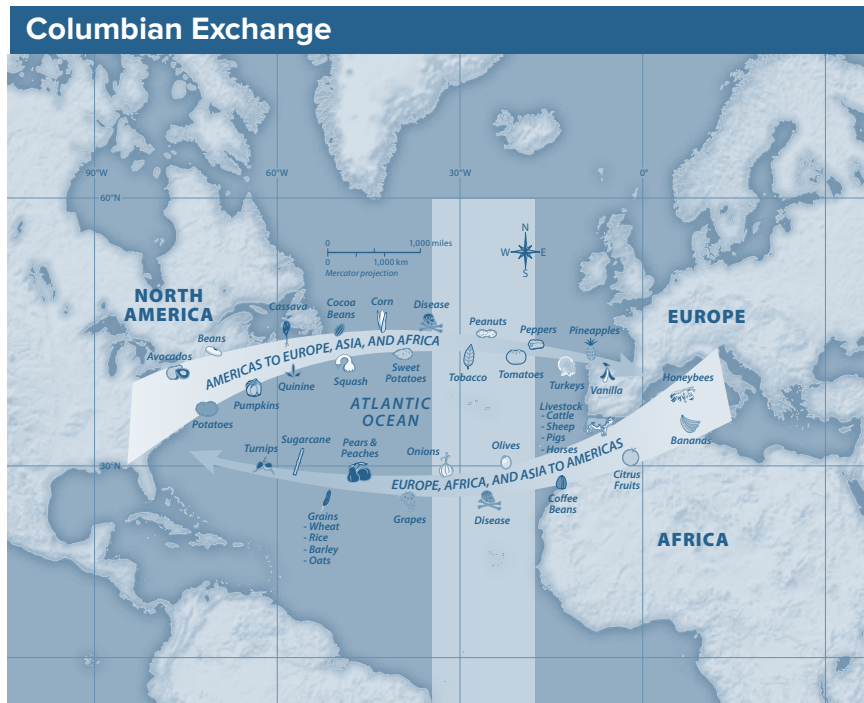 Columbian Exchange
90°W
60°W
30°W
0°
60°N
N
W
E
S
0
1,000 miles
0
1,000 km
Mercator projection
NORTH
AMERICA
EUROPE
Cassava
Cocoa
Beans
Corn
Disease
Peanuts
Peppers
Pineapples
Beans
Avocados
AMERICAS TO EUROPE, ASIA, AND AFRICA
Quinine
Squash
Sweet
Potatoes
Tobacco
Tomatoes
Turkeys
Vanilla
Honeybees
Pumpkins
Potatoes
ATLANTIC
OCEAN
Livestock
- Cattle
- Sheep
- Pigs
- Horses
Bananas
30°N
Turnips
Sugarcane
Pears &
Peaches
Onions
Olives
EUROPE, AFRICA, AND ASIA TO AMERICAS
Citrus
Fruits
Grains
- Wheat
- Rice
- Barley
- Oats
Grapes
Disease
Coffee
Beans
AFRICA